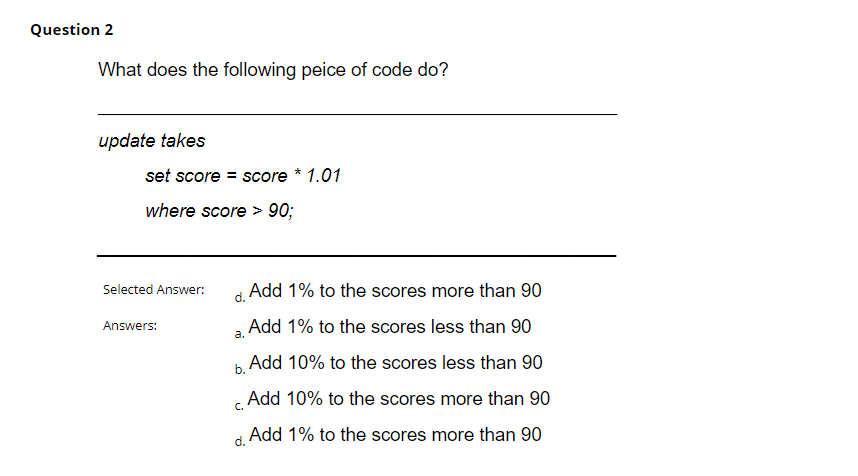 Question 2
What does the following peice of code do?
update takes
set score = score * 1.01
where score > 90;
Selected Answer: d. Add 1% to the scores more than 90
Answers: a. Add 1% to the scores less than 90
b. Add 10% to the scores less than 90
c. Add 10% to the scores more than 90
d. Add 1% to the scores more than 90